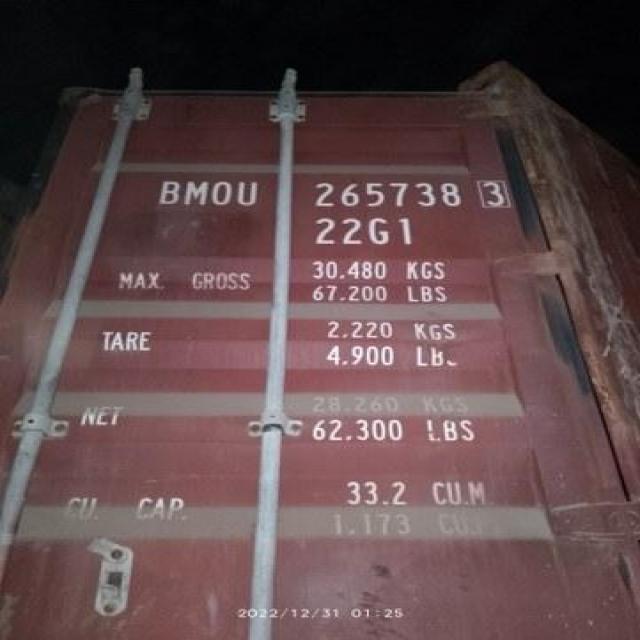 BMOU 265738 3
22G1
MAX. GROSS 30.480 KGS
67.200 LBS
TARE 2.220 KGS
4.900 LBS
NET 28.260 KGS
62.300 LBS
CU. CAP. 33.2 CU.M
1.173 CU.
2022/12/31 01:25